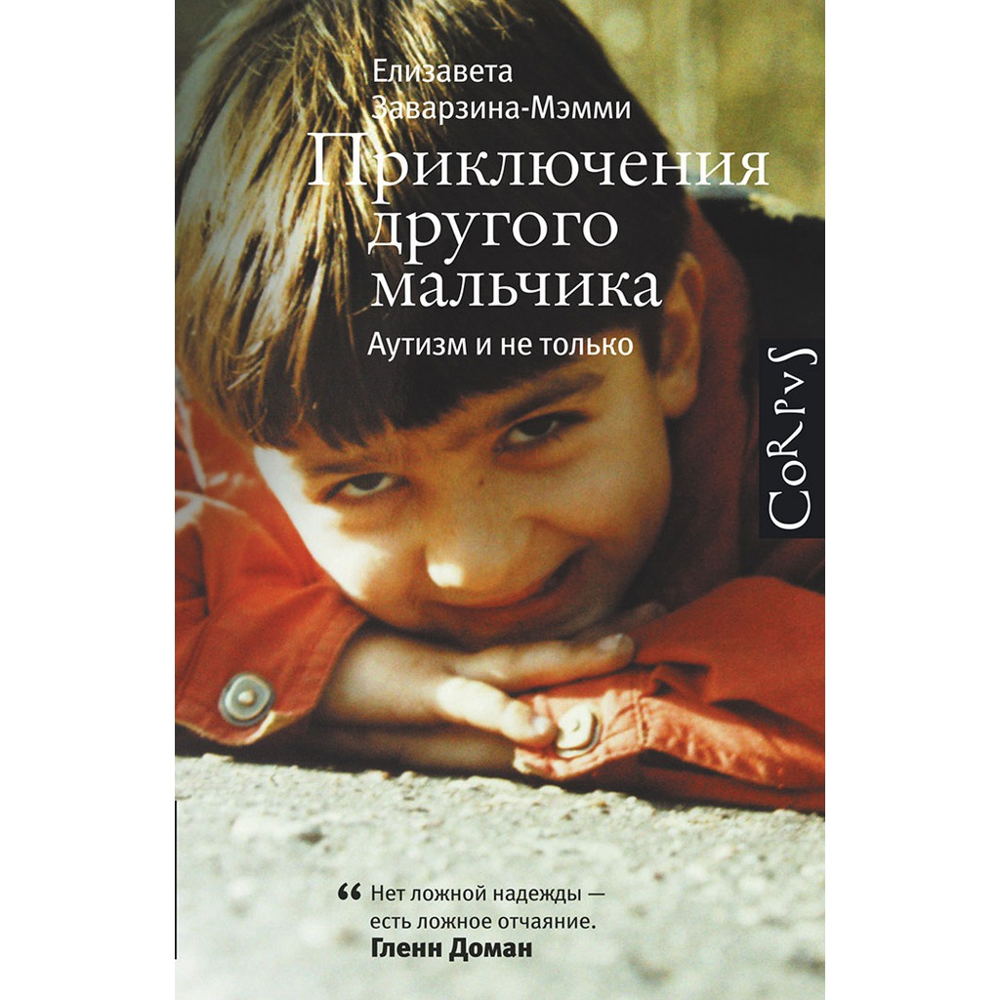 Елизавета
Заварзина-Мэмми
Приключения
другого
мальчика
Аутизм и не только
CORPVS
“ Нет ложной надежды —
есть ложное отчаяние.
Гленн Доман